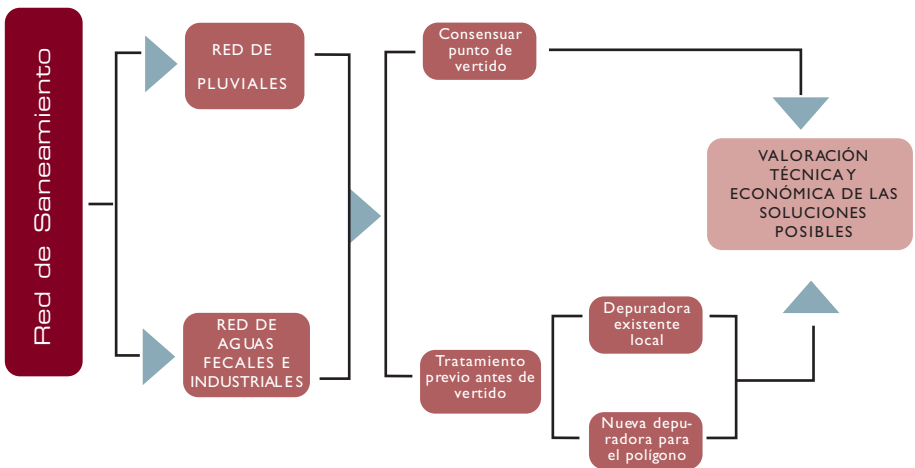 Red de Saneamiento
RED DE
PLUVIALES
RED DE
AGUAS
FECALES E
INDUSTRIALES
Consensuar
punto de
vertido
Tratamiento
previo antes de
vertido
Depuradora
existente
local
Nueva depu-
radora para
el polígono
VALORACIÓN
TÉCNICA Y
ECONÓMICA DE LAS
SOLUCIONES
POSIBLES